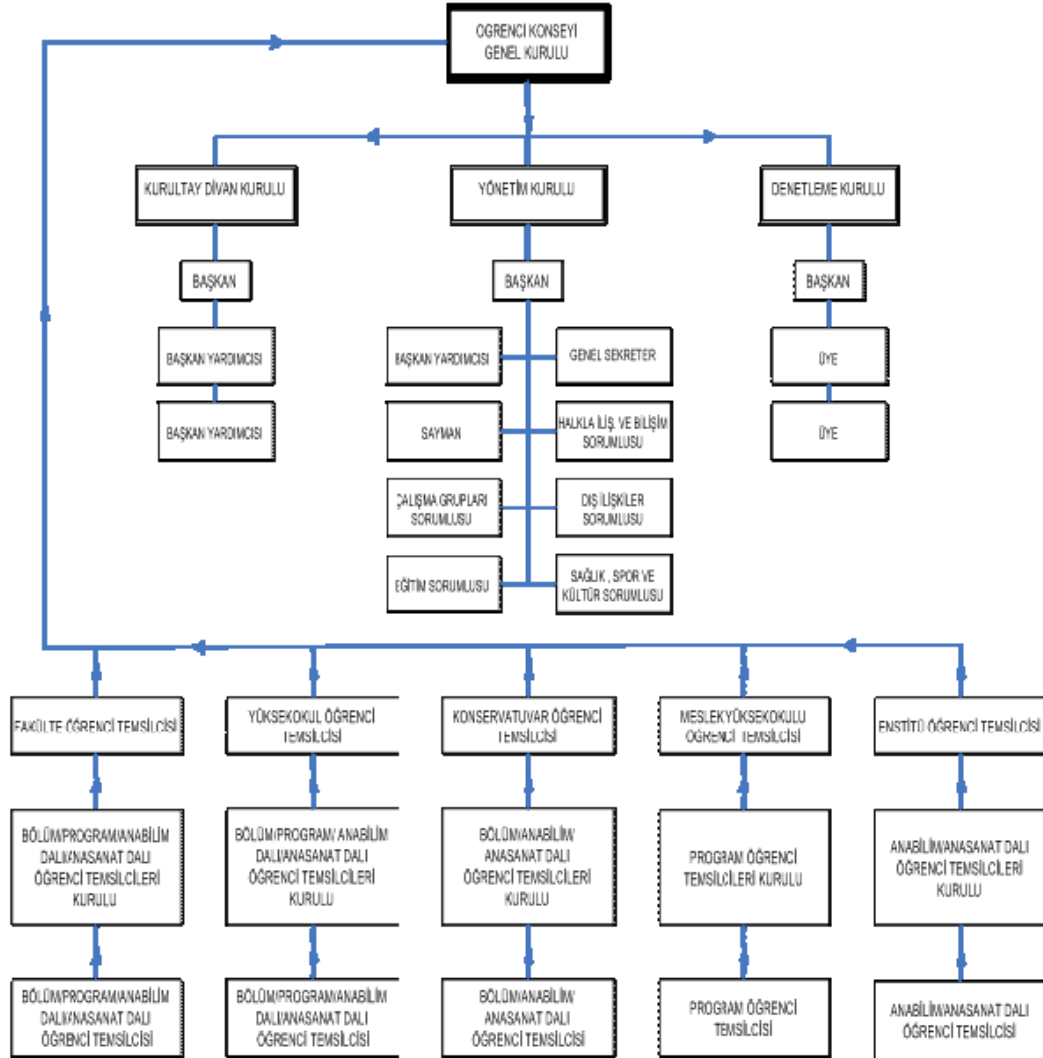 OGRENCI KONSEYİ
GENEL KURULU
KURULTAY DİVAN KURULU
YÖNETİM KURULU
DENETLEME KURULU
BAŞKAN
BAŞKAN
BAŞKAN
BAŞKAN YARDIMCISI
BAŞKAN YARDIMCISI
GENEL SEKRETER
ÜYE
BAŞKAN YARDIMCISI
SAYMAN
HALKLA İLİŞ. VE BİLİŞİM
SORUMLUSU
ÜYE
ÇALIŞMA GRUPLARI
SORUMLUSU
DIŞ İLİŞKİLER
SORUMLUSU
EĞİTİM SORUMLUSU
SAĞLIK , SPOR VE
KÜLTÜR SORUMLUSU
FAKÜLTE ÖĞRENCİ TEMSİLCİSİ
YÜKSEKOKUL ÖĞRENCİ
TEMSİLCİSİ
KONSERVATUVAR ÖĞRENCİ
TEMSİLCİSİ
MESLEKYÜKSEKOKULU
ÖĞRENCİ TEMSİLCİSİ
ENSTİTÜ ÖĞRENCİ TEMSİLCİSİ
BÖLÜM/PROGRAM/ANABİLİM
DALI/ANASANAT DALI
ÖĞRENCİ TEMSİLCİLERİ
KURULU
BÖLÜM/PROGRAM/ ANABİLİM
DALI/ANASANAT DALI
ÖĞRENCİ TEMSİLCİLERİ
KURULU
BÖLÜM/ANABİLİM/
ANASANAT DALI
ÖĞRENCİ TEMSİLCİLERİ
KURULU
PROGRAM ÖĞRENCİ
TEMSİLCİLERİ KURULU
ANABİLİM/ANASANAT DALI
ÖĞRENCİ TEMSİLCİLERİ
KURULU
BÖLÜM/PROGRAM/ANABİLİM
DALI/ANASANAT DALI
ÖĞRENCİ TEMSİLCİSİ
BÖLÜM/PROGRAM/ANABİLİM
DALI/ANASANAT DALI
ÖĞRENCİ TEMSİLCİSİ
BÖLÜM/ANABİLİM/
ANASANAT DALI
ÖĞRENCİ TEMSİLCİSİ
PROGRAM ÖĞRENCİ
TEMSİLCİSİ
ANABİLİM/ANASANAT DALI
ÖĞRENCİ TEMSİLCİSİ